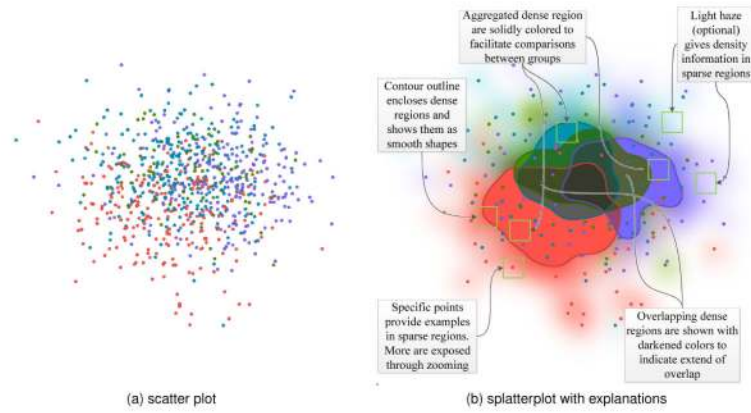 Aggregated dense region
are solidly colored to
facilitate comparisons
between groups
Light haze
(optional)
gives density
information in
sparse regions
Contour outline
encloses dense
regions and
shows them as
smooth shapes
Specific points
provide examples
in sparse regions.
More are exposed
through zooming
Overlapping dense
regions are shown with
darkened colors to
indicate extend of
overlap
(a) scatter plot
(b) splatterplot with explanations